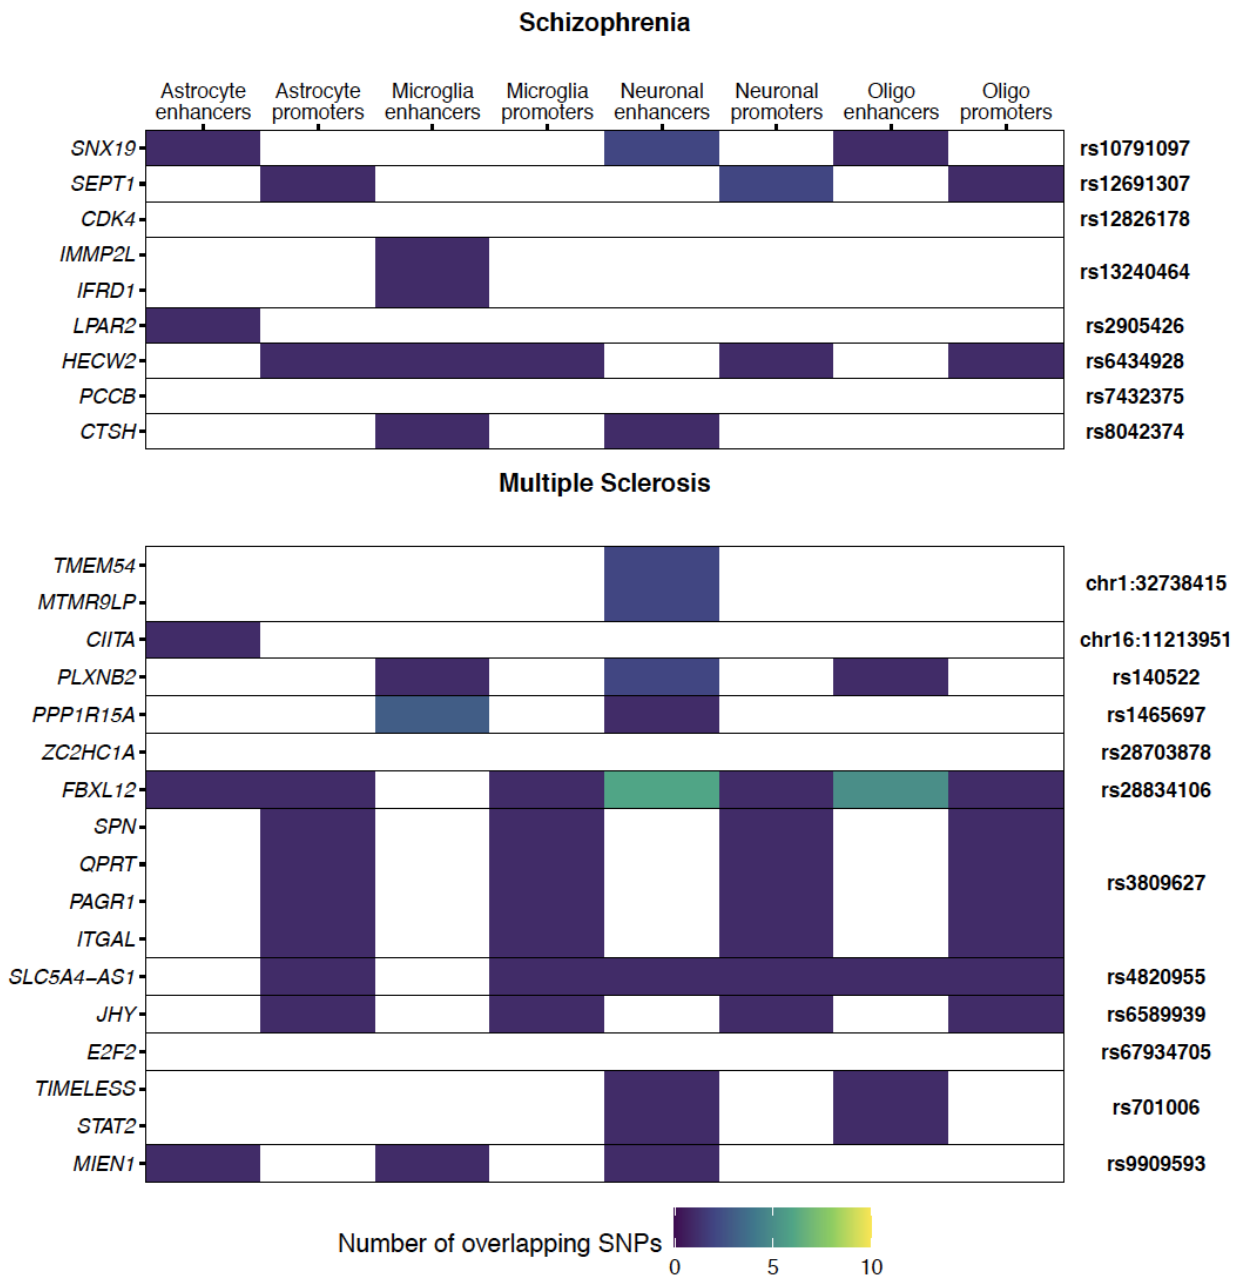 Schizophrenia
Astrocyte enhancers
Astrocyte promoters
Microglia enhancers
Microglia promoters
Neuronal enhancers
Neuronal promoters
Oligo enhancers
Oligo promoters
SNX19 rs10791097
SEPT1 rs12691307
CDK4 rs12826178
IMMP2L
rs13240464
IFRD1
LPAR2 rs2905426
HECW2 rs6434928
PCCB rs7432375
CTSH rs8042374
Multiple Sclerosis
TMEM54
chr1:32738415
MTMR9LP
CIITA chr16:11213951
PLXNB2 rs140522
PPP1R15A rs1465697
ZC2HC1A rs28703878
FBXL12 rs28834106
SPN
QPRT
rs3809627
PAGR1
ITGAL
SLC5A4−AS1 rs4820955
JHY rs6589939
E2F2 rs67934705
TIMELESS
rs701006
STAT2
MIEN1 rs9909593
Number of overlapping SNPs
0 5 10